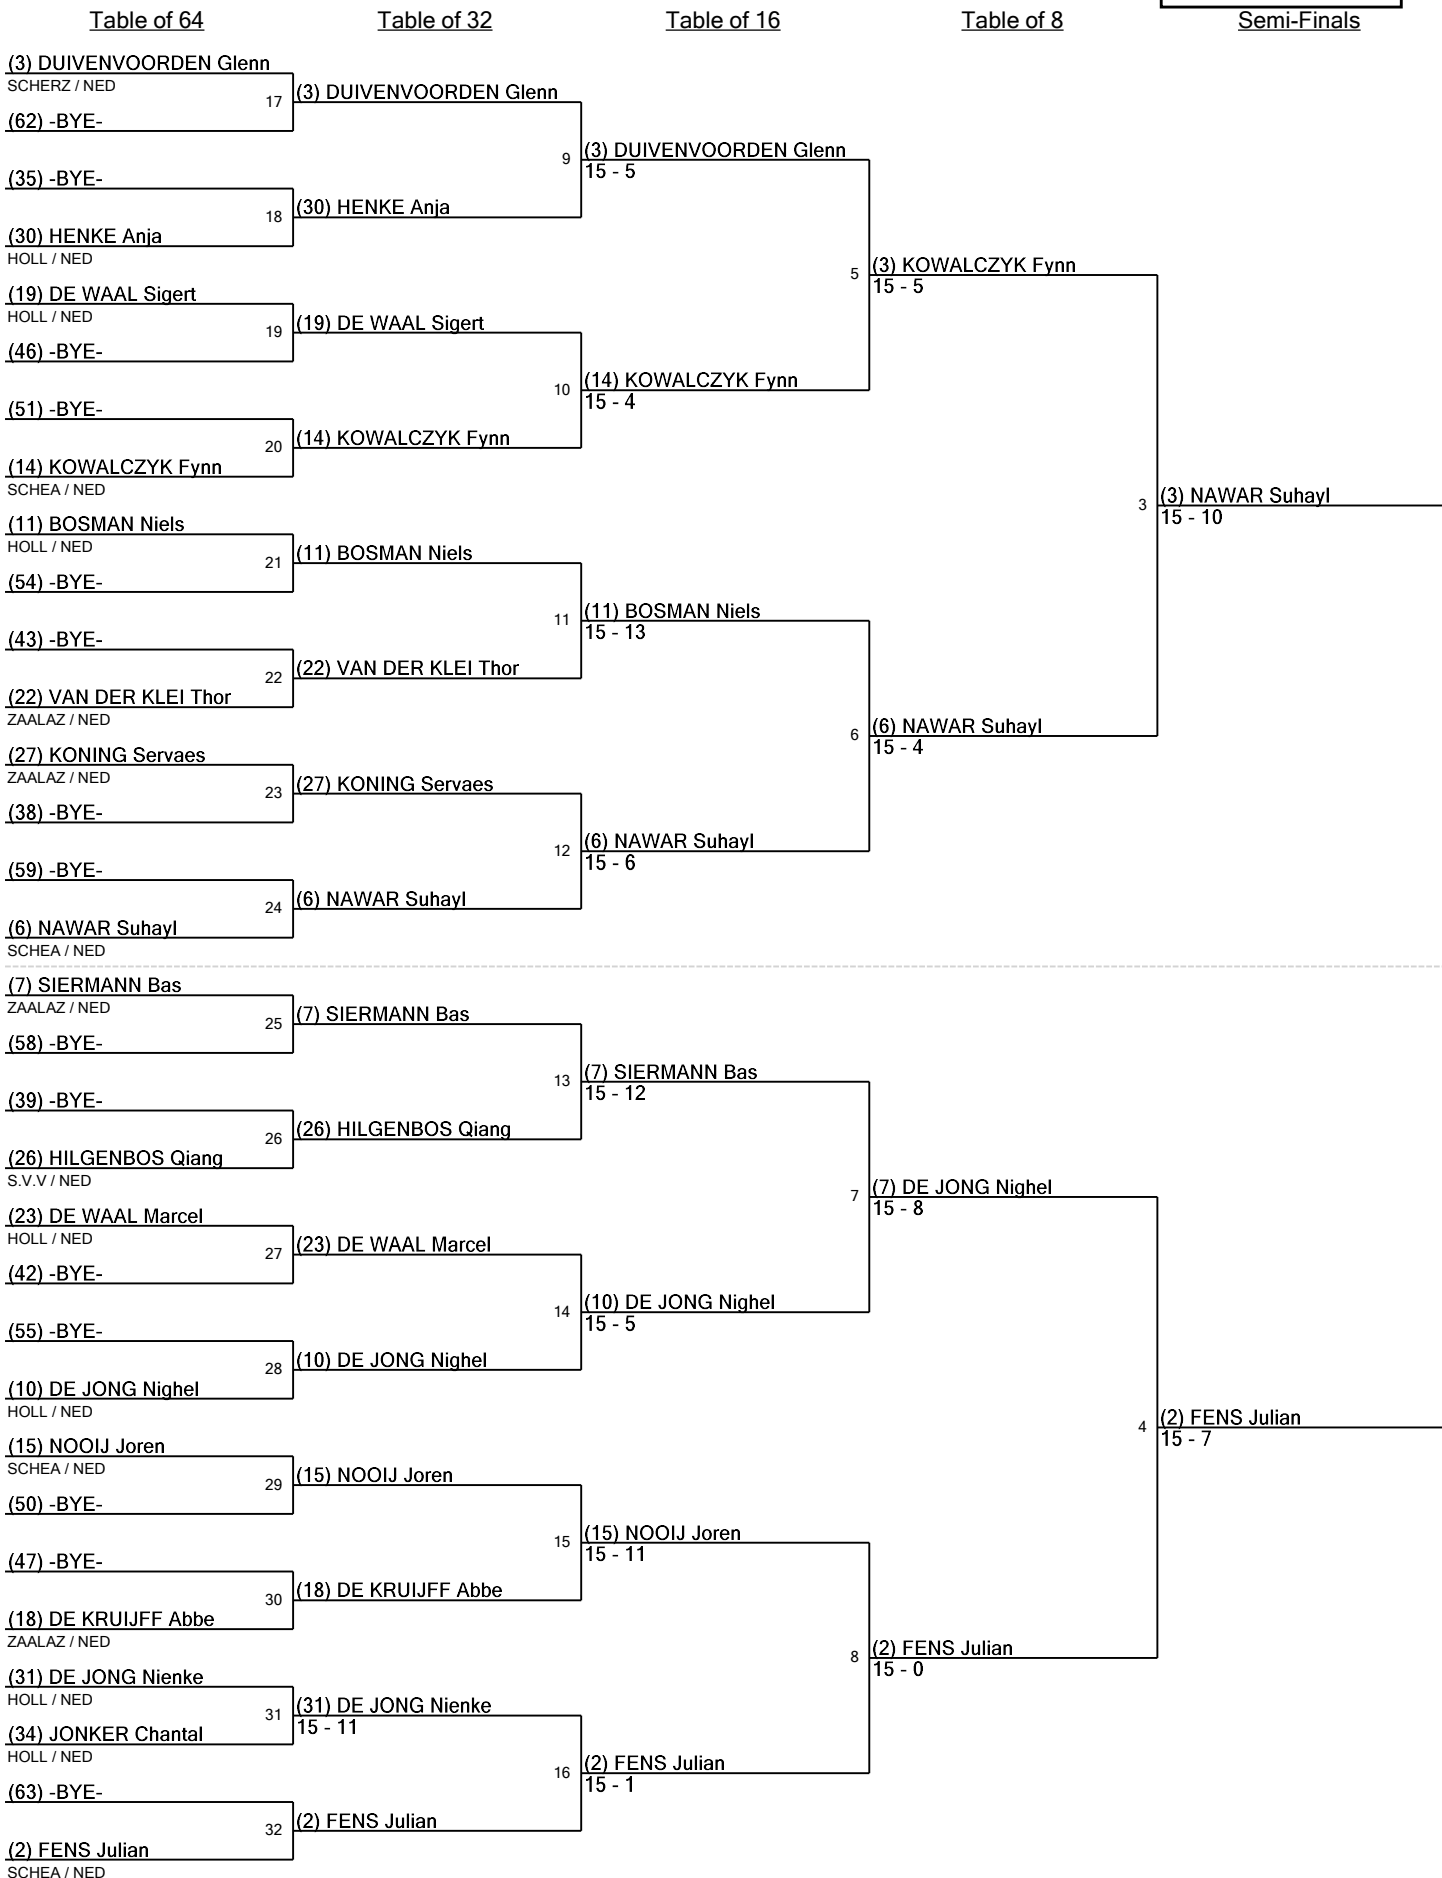 Table of 64 Table of 32 Table of 16 Table of 8 Semi-Finals
(3) DUIVENVOORDEN Glenn
SCHERZ / NED
17 (3) DUIVENVOORDEN Glenn
(62) -BYE-
9 (3) DUIVENVOORDEN Glenn
15 - 5
(35) -BYE-
18 (30) HENKE Anja
(30) HENKE Anja
HOLL / NED
5 (3) KOWALCZYK Fynn
15 - 5
(19) DE WAAL Sigert
HOLL / NED
19 (19) DE WAAL Sigert
(46) -BYE-
10 (14) KOWALCZYK Fynn
15 - 4
(51) -BYE-
20 (14) KOWALCZYK Fynn
(14) KOWALCZYK Fynn
SCHEA / NED
3 (3) NAWAR Suhayl
15 - 10
(11) BOSMAN Niels
HOLL / NED
21 (11) BOSMAN Niels
(54) -BYE-
11 (11) BOSMAN Niels
15 - 13
(43) -BYE-
22 (22) VAN DER KLEI Thor
(22) VAN DER KLEI Thor
ZAALAZ / NED
6 (6) NAWAR Suhayl
15 - 4
(27) KONING Servaes
ZAALAZ / NED
23 (27) KONING Servaes
(38) -BYE-
12 (6) NAWAR Suhayl
15 - 6
(59) -BYE-
24 (6) NAWAR Suhayl
(6) NAWAR Suhayl
SCHEA / NED
(7) SIERMANN Bas
ZAALAZ / NED
25 (7) SIERMANN Bas
(58) -BYE-
13 (7) SIERMANN Bas
15 - 12
(39) -BYE-
26 (26) HILGENBOS Qiang
(26) HILGENBOS Qiang
S.V.V / NED
7 (7) DE JONG Nighel
15 - 8
(23) DE WAAL Marcel
HOLL / NED
27 (23) DE WAAL Marcel
(42) -BYE-
14 (10) DE JONG Nighel
15 - 5
(55) -BYE-
28 (10) DE JONG Nighel
(10) DE JONG Nighel
HOLL / NED
4 (2) FENS Julian
15 - 7
(15) NOOIJ Joren
SCHEA / NED
29 (15) NOOIJ Joren
(50) -BYE-
15 (15) NOOIJ Joren
15 - 11
(47) -BYE-
30 (18) DE KRUIJFF Abbe
(18) DE KRUIJFF Abbe
ZAALAZ / NED
8 (2) FENS Julian
15 - 0
(31) DE JONG Nienke
HOLL / NED
31 (31) DE JONG Nienke
15 - 11
(34) JONKER Chantal
HOLL / NED
16 (2) FENS Julian
15 - 1
(63) -BYE-
32 (2) FENS Julian
(2) FENS Julian
SCHEA / NED